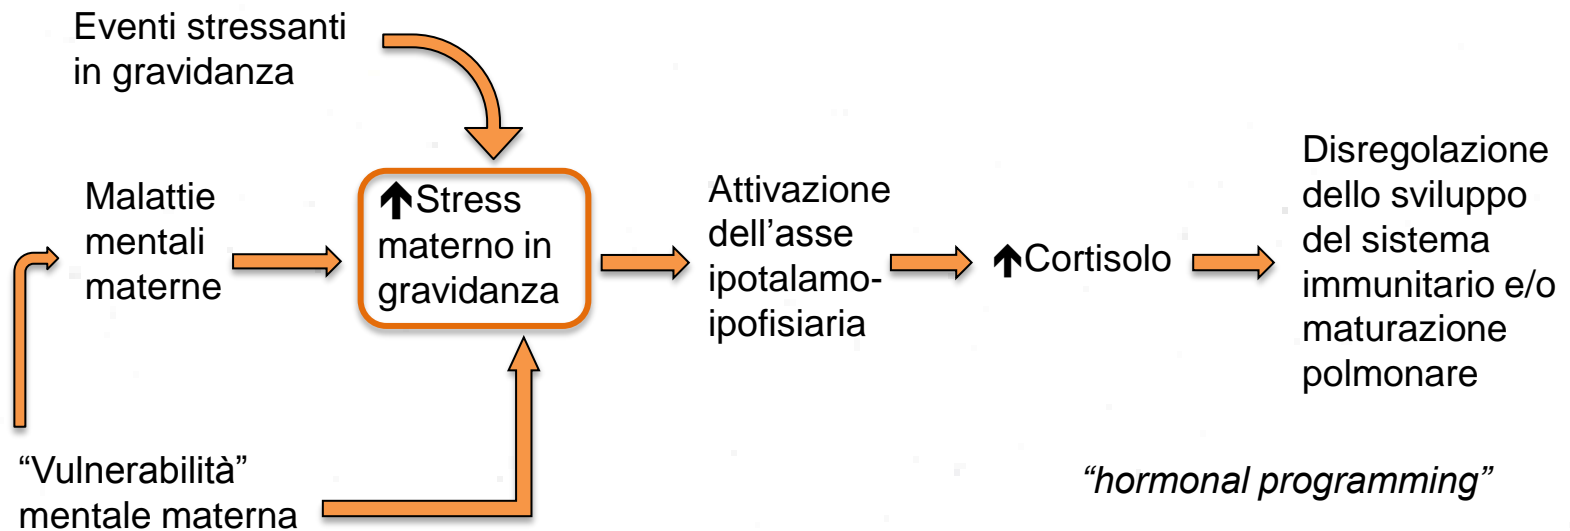 Eventi stressanti
in gravidanza
Malattie
mentali
materne
↑Stress
materno in
gravidanza
Attivazione
dell’asse
ipotalamo-
ipofisiaria
↑Cortisolo
Disregolazione
dello sviluppo
del sistema
immunitario e/o
maturazione
polmonare
“Vulnerabilità”
mentale materna
“hormonal programming”